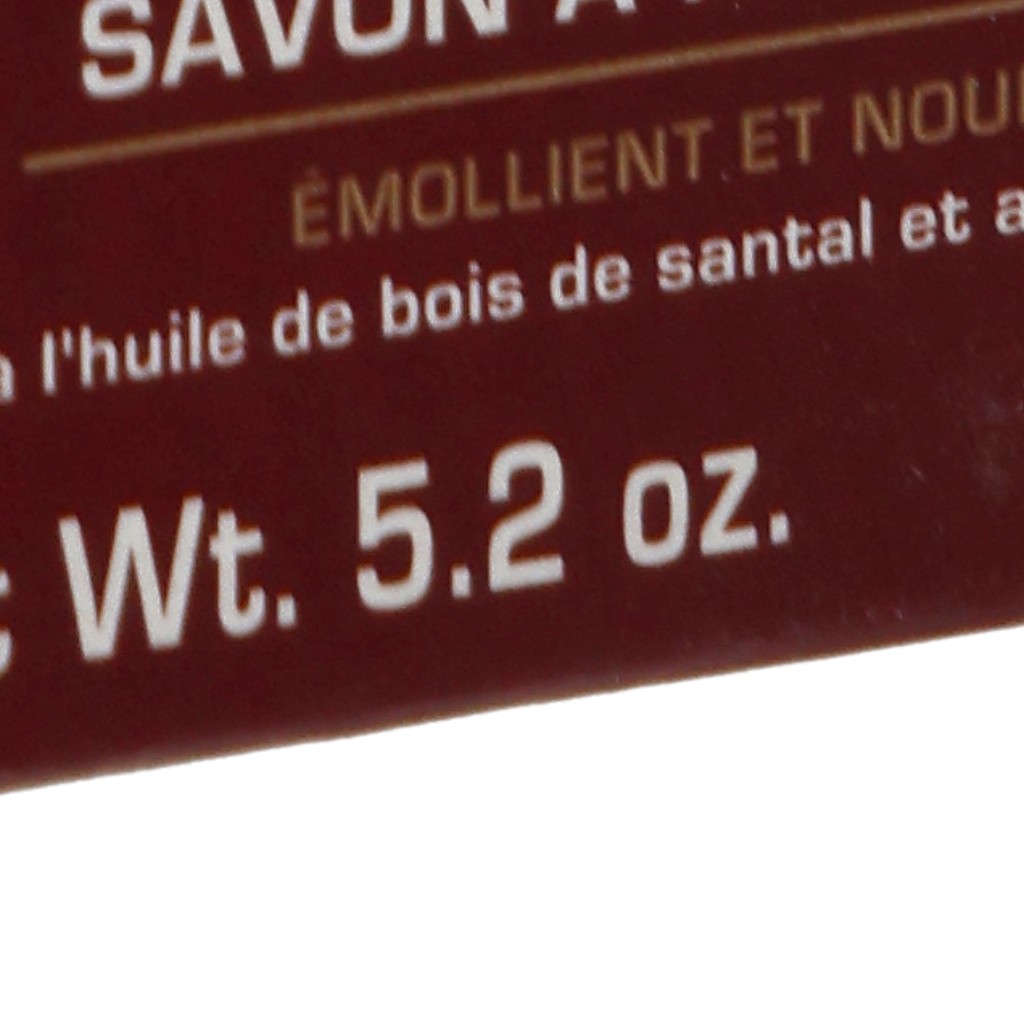 SAVON À
ÉMOLLIENT ET
l'huile de bois de santal et
Wt. 5.2 oz.